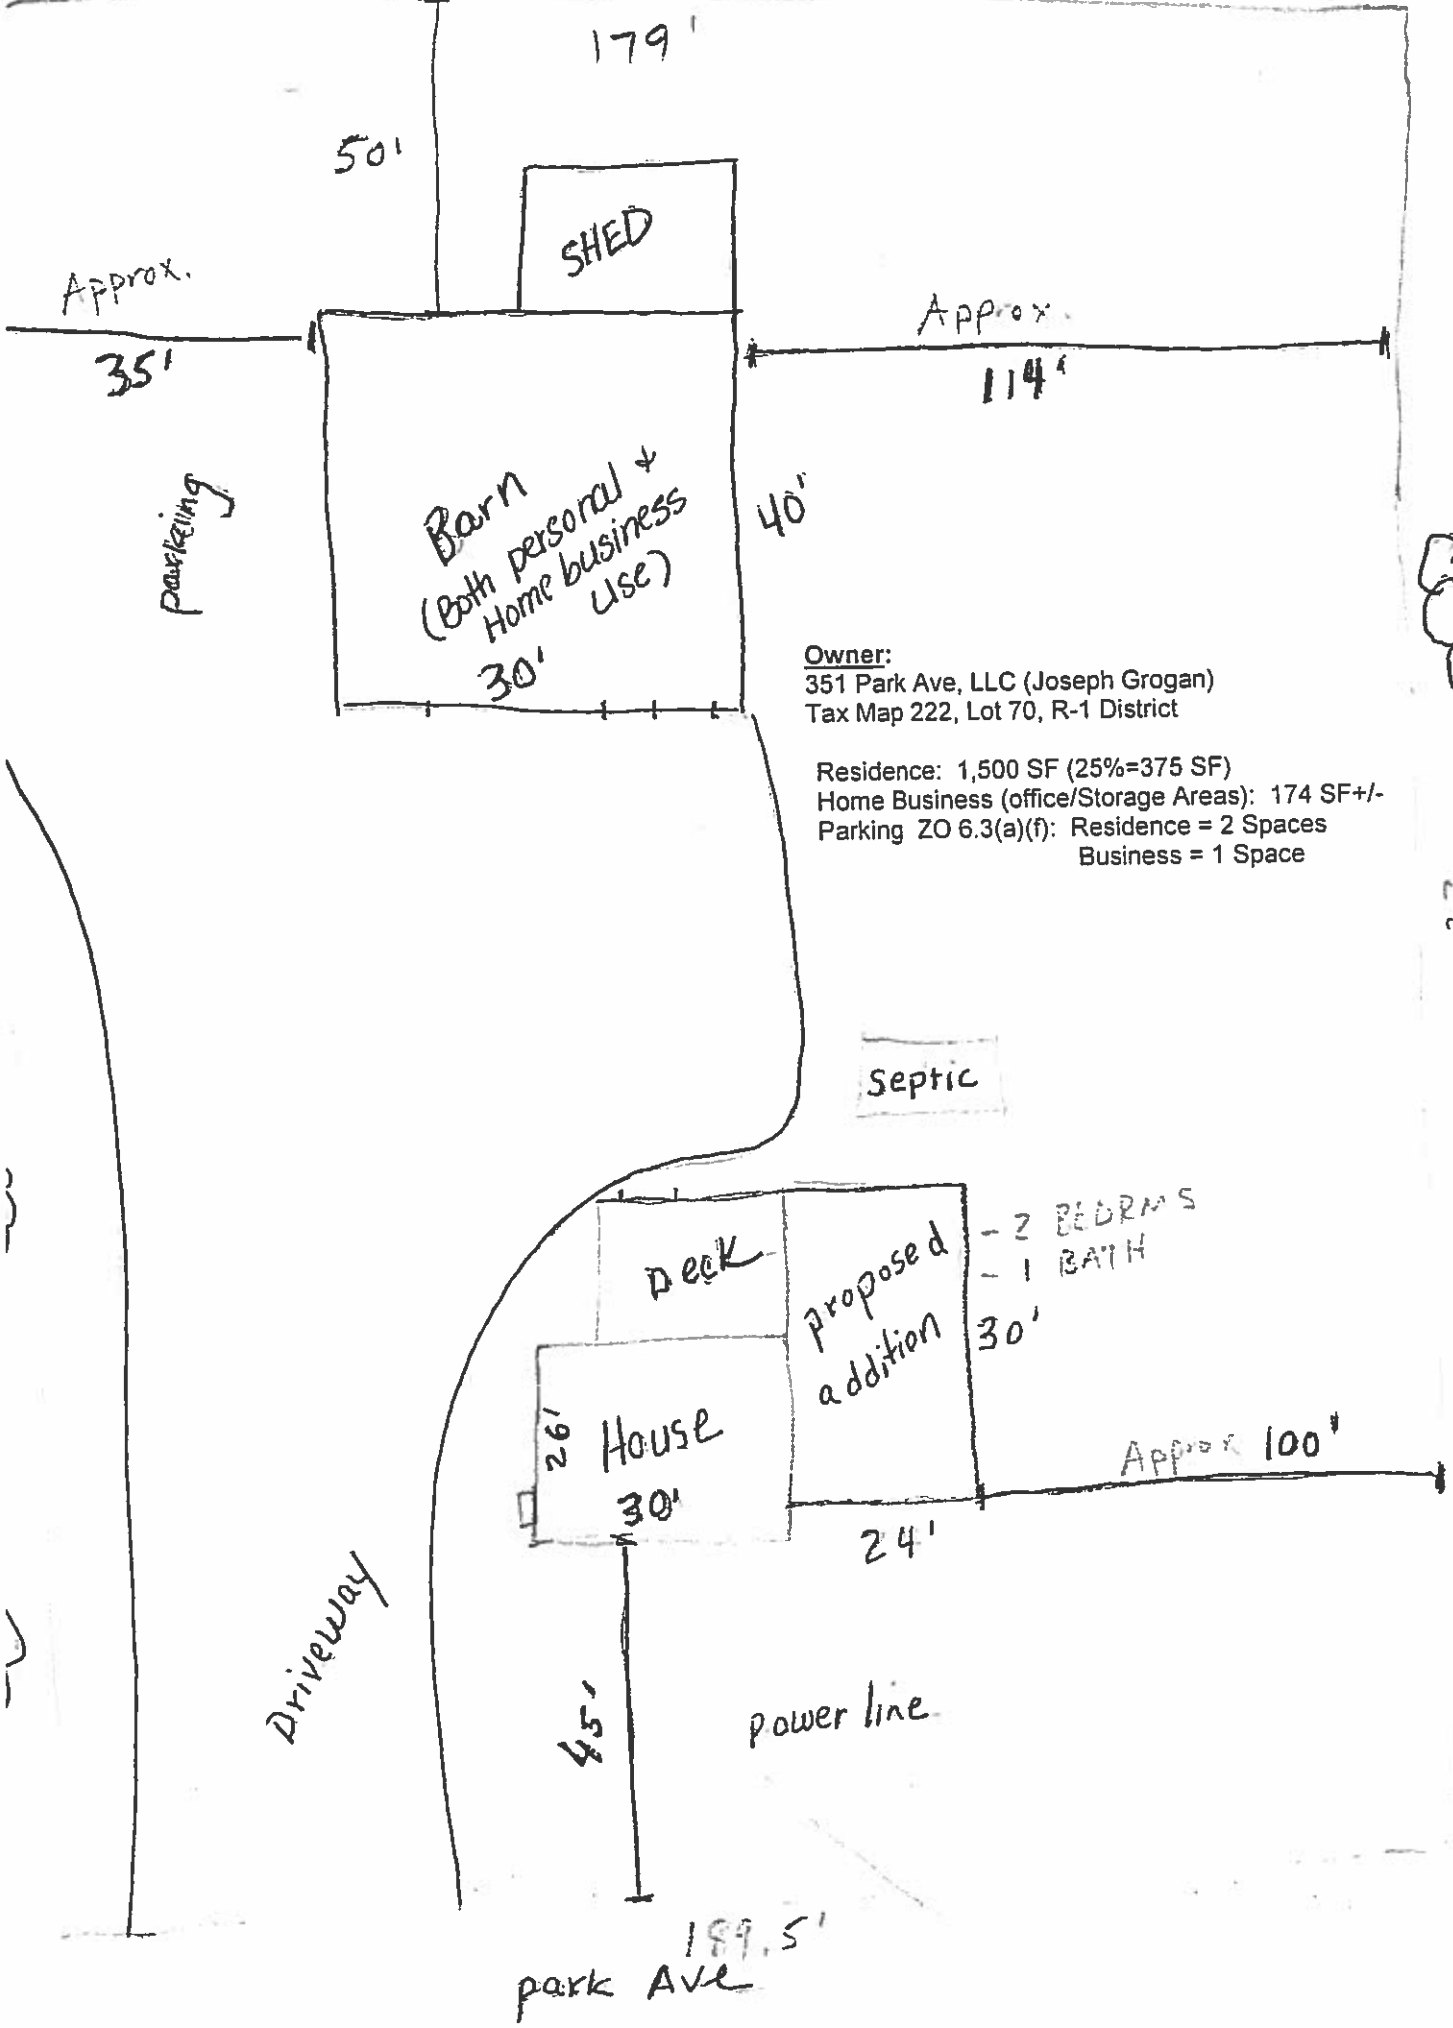 179'
50'
SHED
Approx.
35'
Approx.
114'
parking
Barn
(Both personal +
Home business
use)
40'
30'
Owner:
351 Park Ave, LLC (Joseph Grogan)
Tax Map 222, Lot 70, R-1 District
Residence: 1,500 SF (25%=375 SF)
Home Business (office/Storage Areas): 174 SF+/-
Parking ZO 6.3(a)(f): Residence = 2 Spaces
Business = 1 Space
Septic
Deck
proposed
addition
- 2 BEDRMS
- 1 BATH
30'
26'
House
30'
Approx 100'
24'
Driveway
45'
power line
189.5'
park Ave